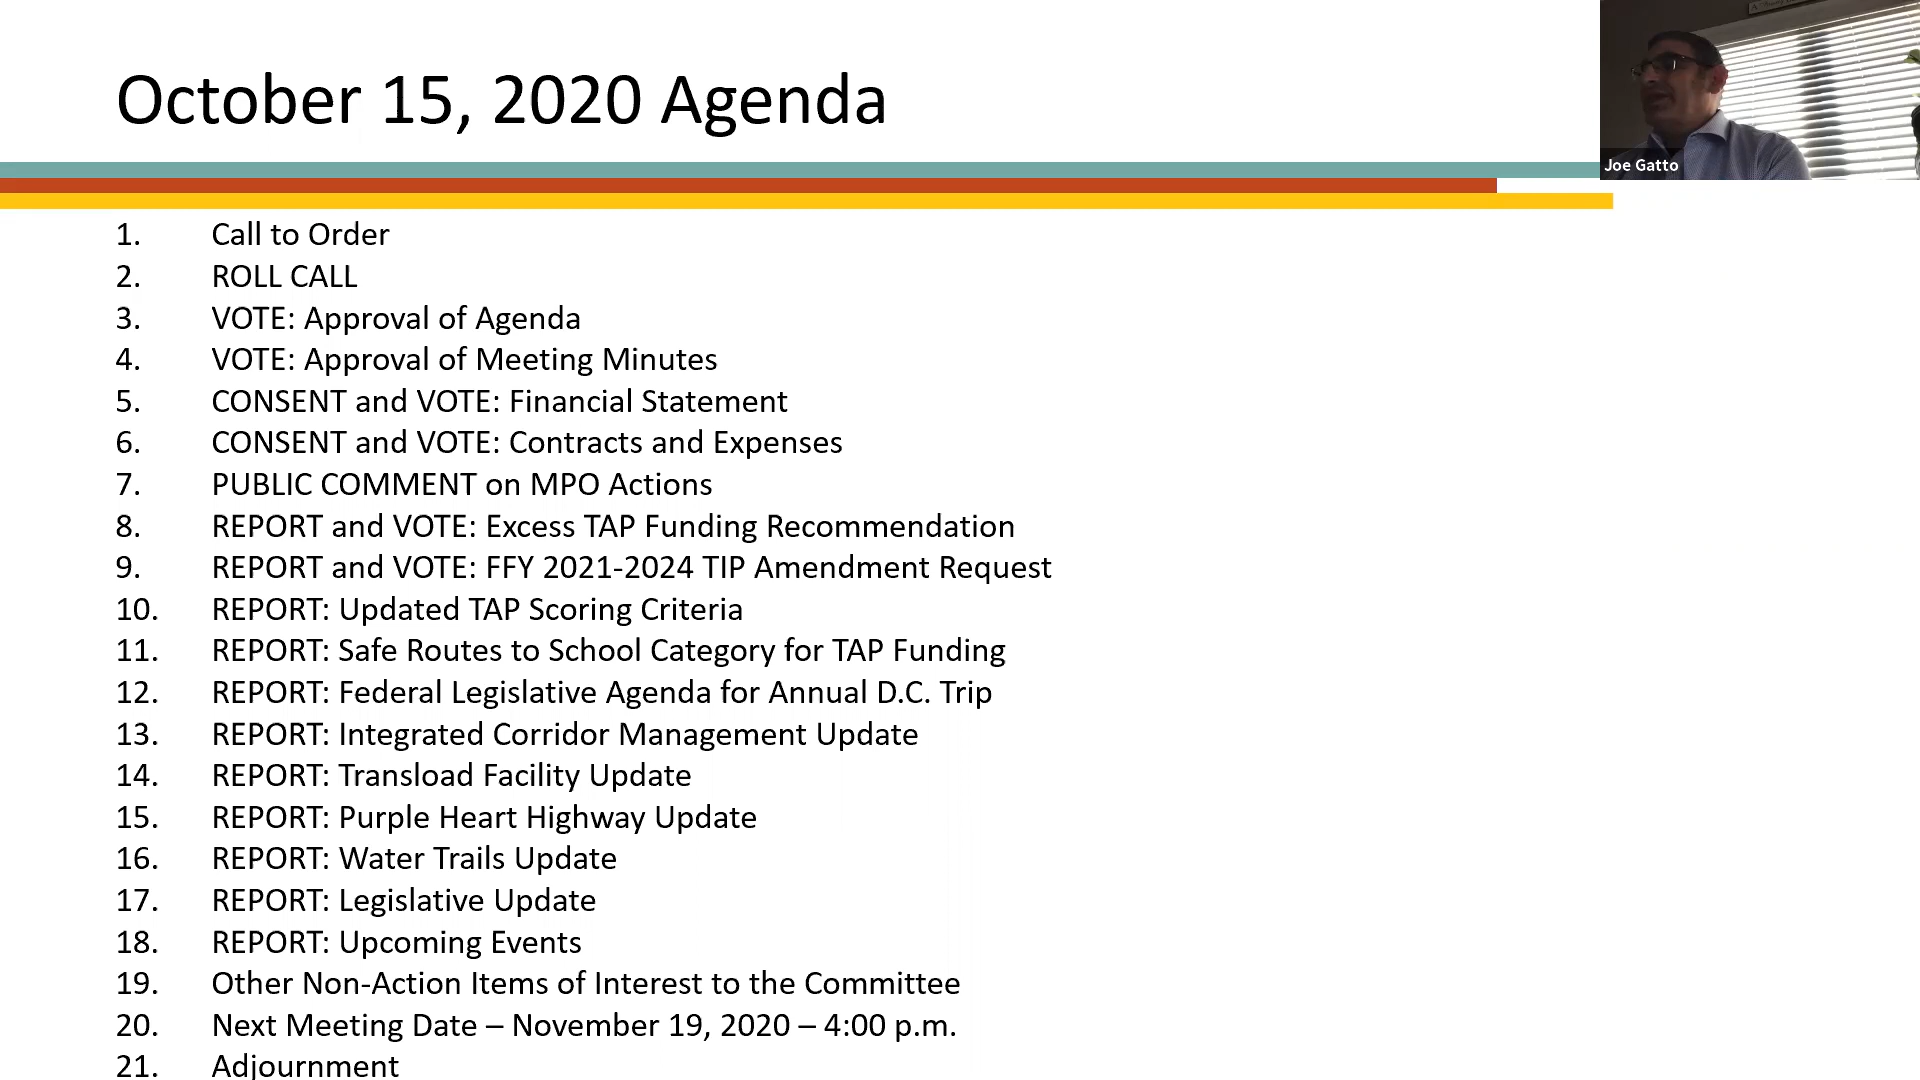 October 15, 2020 Agenda
Joe Gatto
1. Call to Order
2. ROLL CALL
3. VOTE: Approval of Agenda
4. VOTE: Approval of Meeting Minutes
5. CONSENT and VOTE: Financial Statement
6. CONSENT and VOTE: Contracts and Expenses
7. PUBLIC COMMENT on MPO Actions
8. REPORT and VOTE: Excess TAP Funding Recommendation
9. REPORT and VOTE: FFY 2021-2024 TIP Amendment Request
10. REPORT: Updated TAP Scoring Criteria
11. REPORT: Safe Routes to School Category for TAP Funding
12. REPORT: Federal Legislative Agenda for Annual D.C. Trip
13. REPORT: Integrated Corridor Management Update
14. REPORT: Transload Facility Update
15. REPORT: Purple Heart Highway Update
16. REPORT: Water Trails Update
17. REPORT: Legislative Update
18. REPORT: Upcoming Events
19. Other Non-Action Items of Interest to the Committee
20. Next Meeting Date – November 19, 2020 – 4:00 p.m.
21. Adjournment